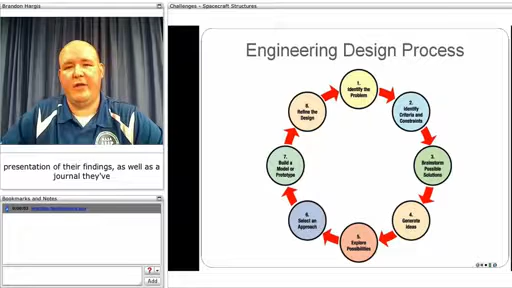 Brandon Hargis
Challenges - Spacecraft Structures
Engineering Design Process
1.
Identify the
Problem
2.
Identify
Criteria and
Constraints
3.
Brainstorm
Possible
Solutions
4.
Generate
Ideas
5.
Explore
Possibilities
6.
Select an
Approach
7.
Build a
Model or
Prototype
8.
Refine the
Design
presentation of their findings, as well as a
journal they've
Bookmarks and Notes
?
Add